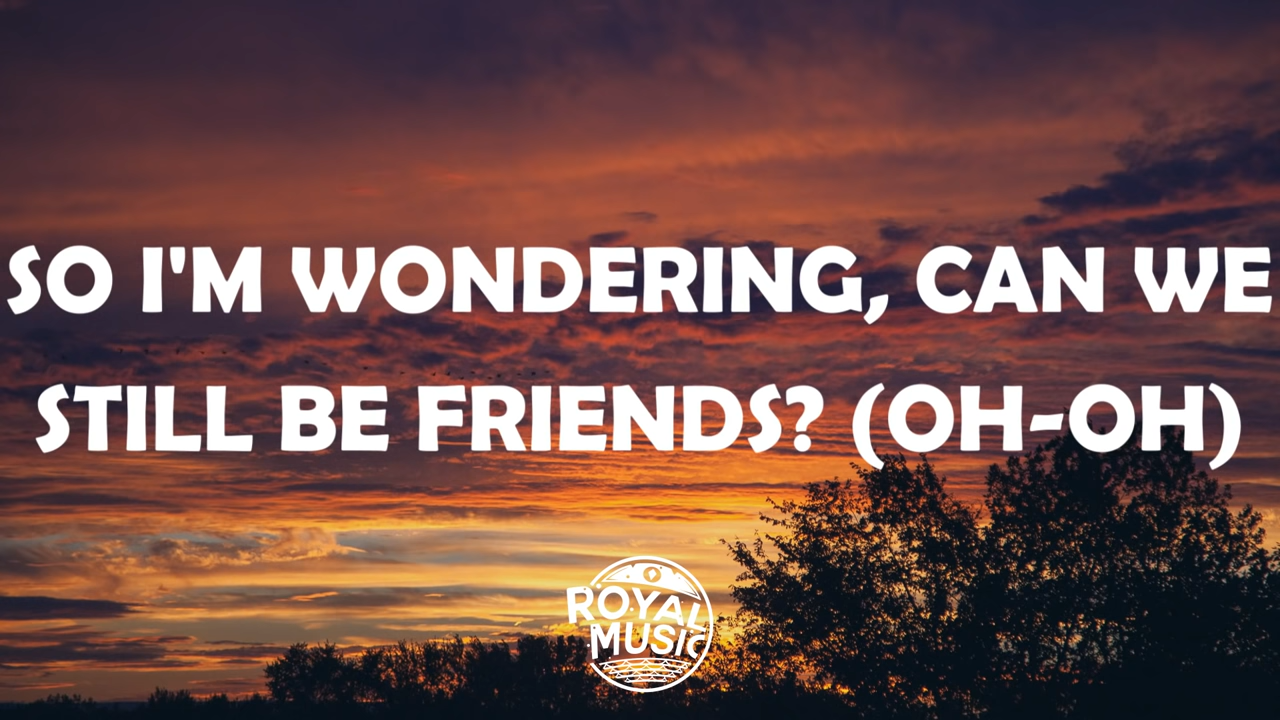 SO I'M WONDERING, CAN WE
STILL BE FRIENDS? (OH-OH)
ROYAL
MUSIC